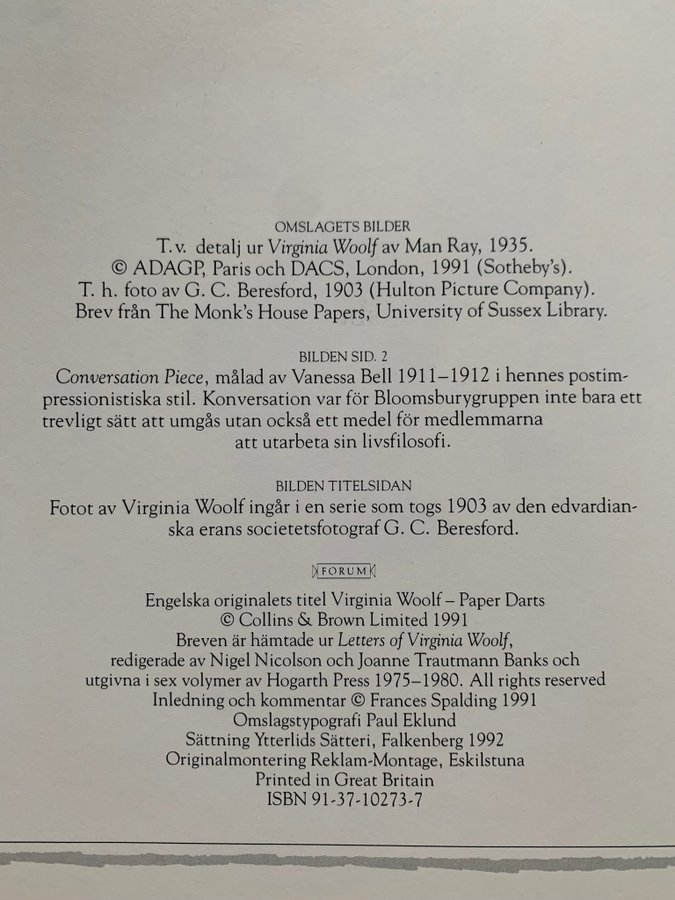 OMSLAGETS BILDER
T.v. detalj ur Virginia Woolf av Man Ray, 1935.
© ADAGP, Paris och DACS, London, 1991 (Sotheby's).
T. h. foto av G. C. Beresford, 1903 (Hulton Picture Company).
Brev från The Monk's House Papers, University of Sussex Library.
BILDEN SID. 2
Conversation Piece, målad av Vanessa Bell 1911–1912 i hennes postim-
pressionistiska stil. Konversation var för Bloomsburygruppen inte bara ett
trevligt sätt att umgås utan också ett medel för medlemmarna
att utarbeta sin livsfilosofi.
BILDEN TITELSIDAN
Fotot av Virginia Woolf ingår i en serie som togs 1903 av den edvardian-
ska erans societetsfotograf G. C. Beresford.
FORUM
Engelska originalets titel Virginia Woolf – Paper Darts
© Collins & Brown Limited 1991
Breven är hämtade ur Letters of Virginia Woolf,
redigerade av Nigel Nicolson och Joanne Trautmann Banks och
utgivna i sex volymer av Hogarth Press 1975–1980. All rights reserved
Inledning och kommentar © Frances Spalding 1991
Omslagstypografi Paul Eklund
Sättning Ytterlids Sätteri, Falkenberg 1992
Originalmontering Reklam-Montage, Eskilstuna
Printed in Great Britain
ISBN 91-37-10273-7